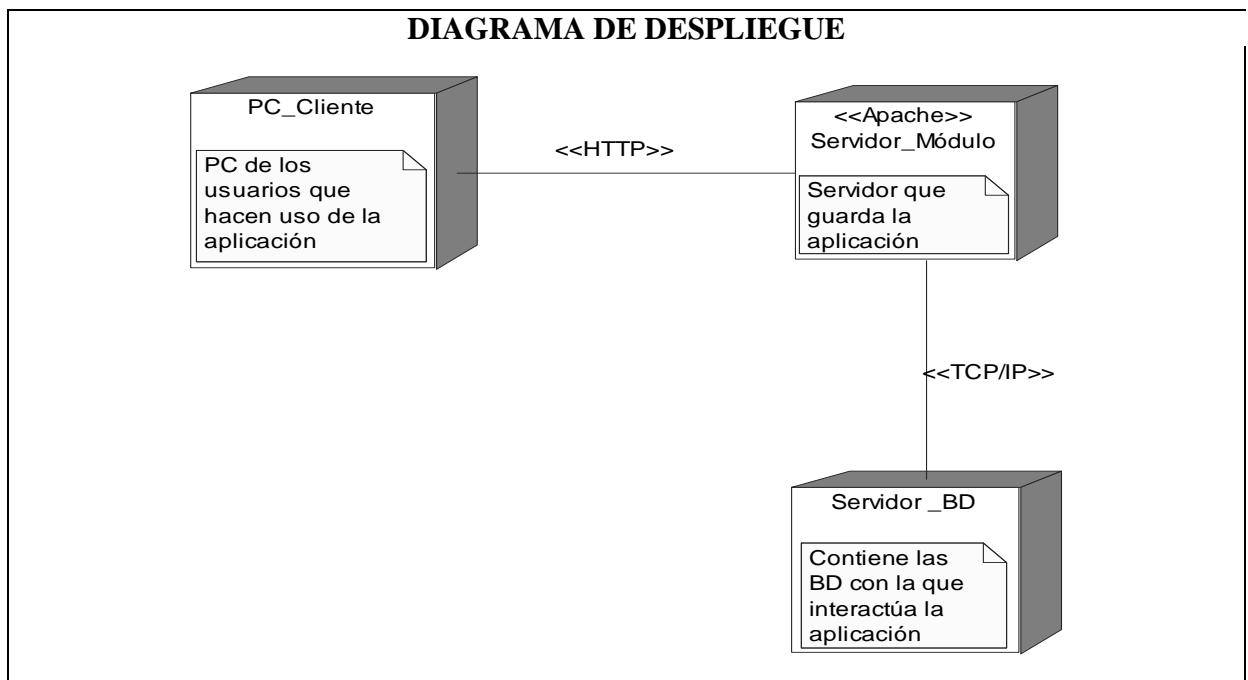 DIAGRAMA DE DESPLIEGUE
PC_Cliente
PC de los
usuarios que
hacen uso de la
aplicación
<<HTTP>>
<<Apache>>
Servidor_Módulo
Servidor que
guarda la
aplicación
<<TCP/IP>>
Servidor _BD
Contiene las
BD con la que
interactúa la
aplicación